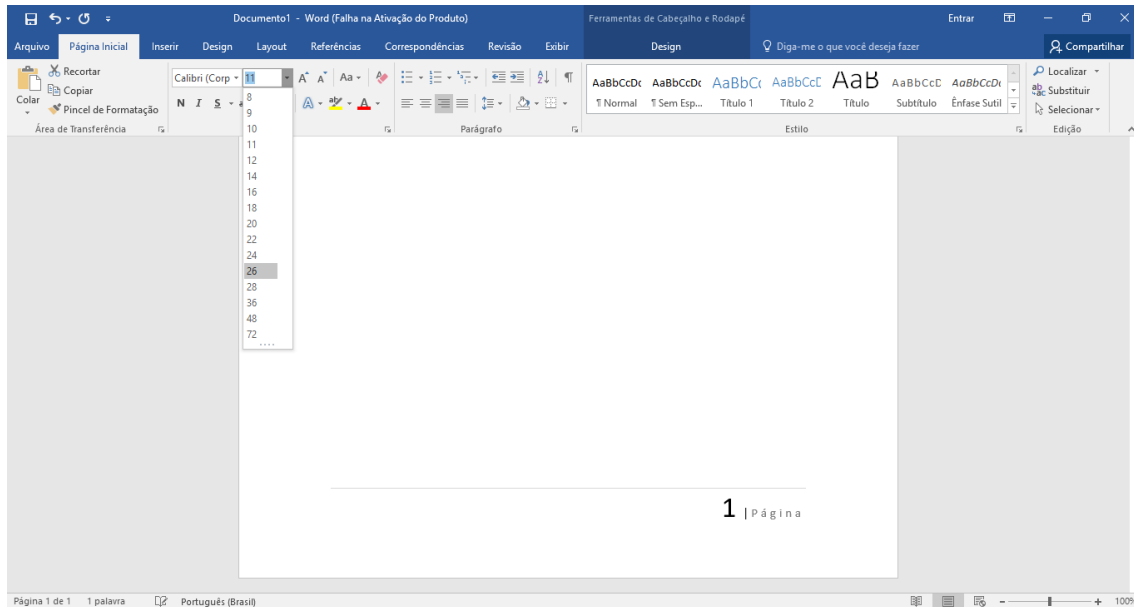 Documento1 - Word (Falha na Ativação do Produto) Ferramentas de Cabeçalho e Rodapé Entrar
Arquivo Página Inicial Inserir Design Layout Referências Correspondências Revisão Exibir Design Diga-me o que você deseja fazer Compartilhar
Colar
Recortar
Copiar
Pincel de Formatação
Área de Transferência
Calibri (Corp 11 A A Aa
N I S
8
9
10
11
12
14
16
18
20
22
24
26
28
36
48
72
Parágrafo
AaBbCcDc AaBbCcDc AaBbCc AaBbCcC AaB AaBbCcC AaBbCcDc
¶ Normal ¶ Sem Esp... Título 1 Título 2 Título Subtítulo Ênfase Sutil
Estilo
Localizar
Substituir
Selecionar
Edição
1 | Página
Página 1 de 1 1 palavra Português (Brasil) 100%